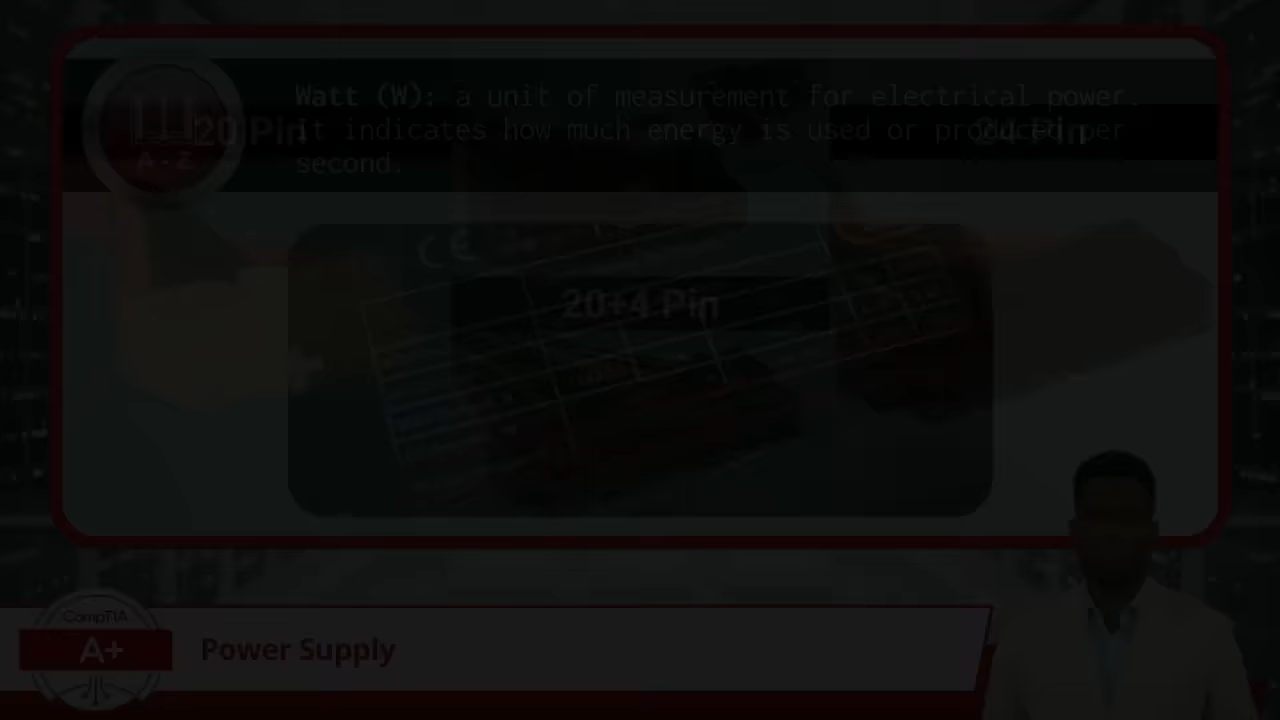 Watt (W): a unit of measurement for electrical power.
It indicates how much energy is used or produced per
second.
20 Pin
24 Pin
A-Z
CE
20+4 Pin
CompTIA
A+
Power Supply